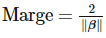 Marge = 2 / ‖β‖